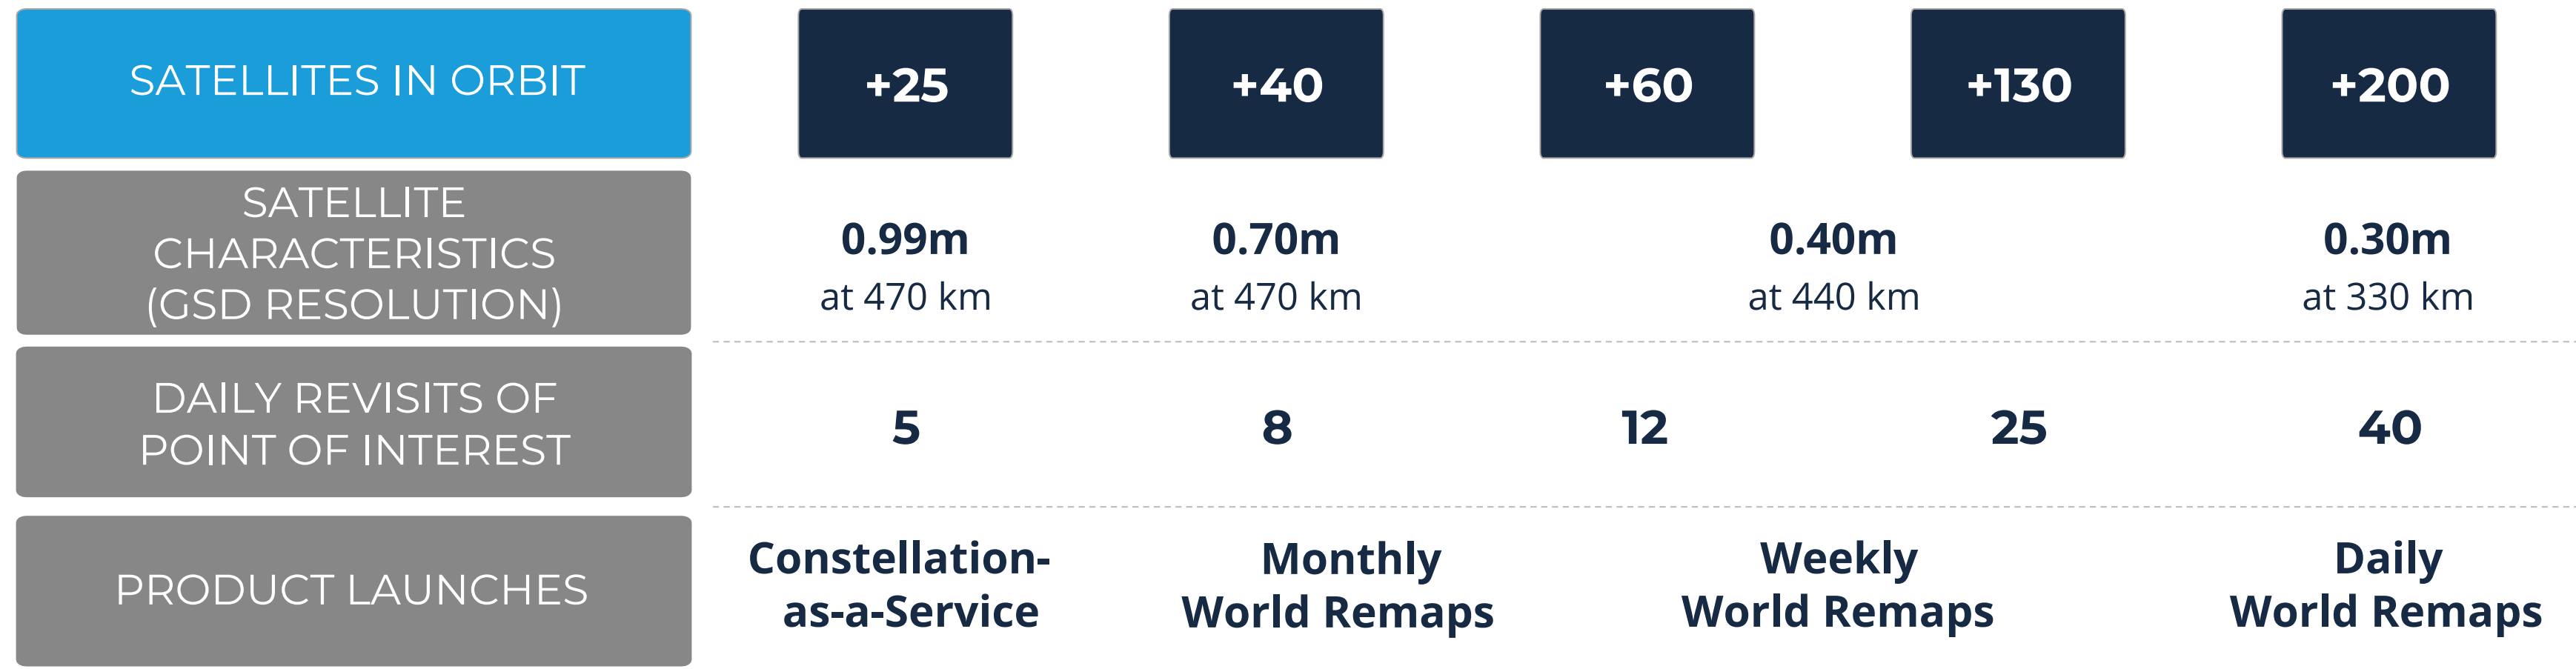 SATELLITES IN ORBIT
+25
+40
+60
+130
+200
SATELLITE
CHARACTERISTICS
(GSD RESOLUTION)
0.99m
at 470 km
0.70m
at 470 km
0.40m
at 440 km
0.30m
at 330 km
DAILY REVISITS OF
POINT OF INTEREST
5
8
12
25
40
PRODUCT LAUNCHES
Constellation-
as-a-Service
Monthly
World Remaps
Weekly
World Remaps
Daily
World Remaps